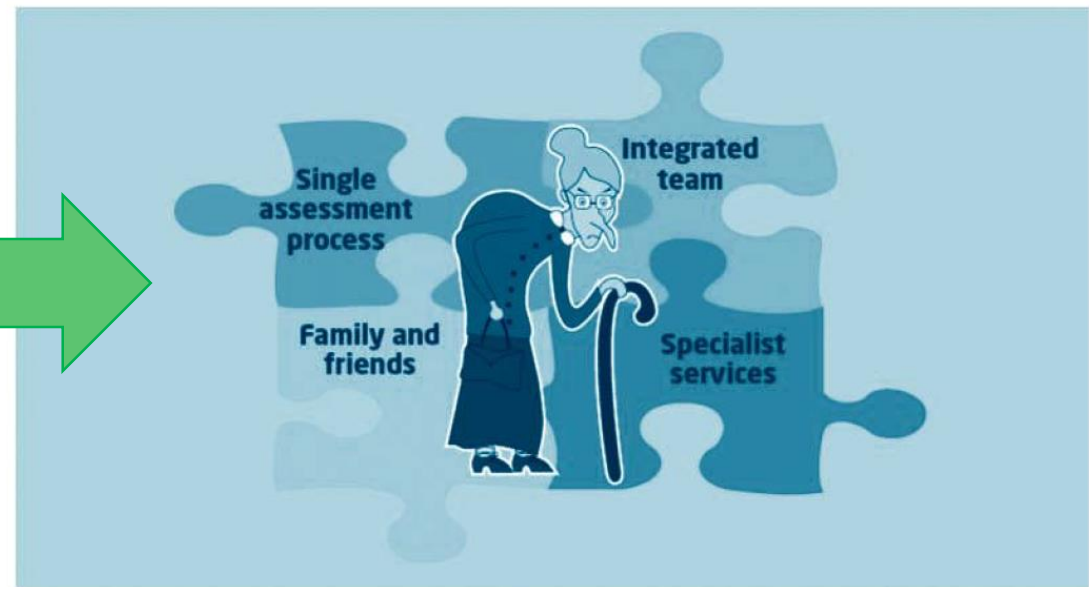 Single
assessment
process
Integrated
team
Family and
friends
Specialist
services